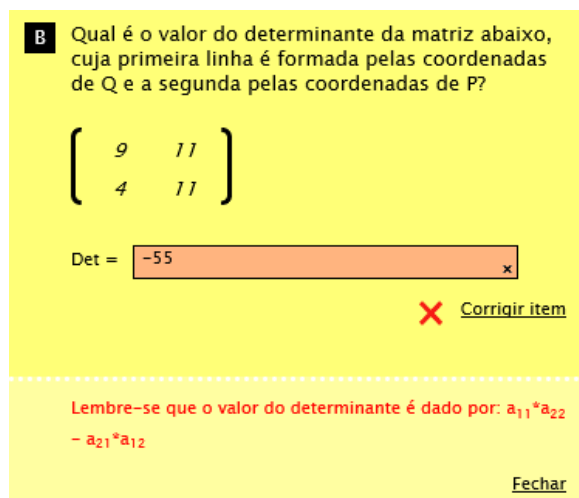 B Qual é o valor do determinante da matriz abaixo,
cuja primeira linha é formada pelas coordenadas
de Q e a segunda pelas coordenadas de P?
9 11
4 11
Det = -55 ×
Corrigir item
Lembre-se que o valor do determinante é dado por: a₁₁*a₂₂
- a₂₁*a₁₂
Fechar